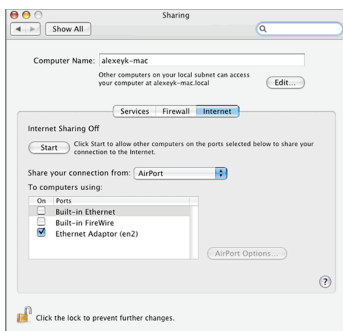 Sharing
Show All
Computer Name: alexeyk-mac
Other computers on your local subnet can access
your computer at alexeyk-mac.local
Edit...
Services Firewall Internet
Internet Sharing Off
Start
Click Start to allow other computers on the ports selected below to share your
connection to the Internet.
Share your connection from: AirPort
To computers using:
On Ports
Built-in Ethernet
Built-in FireWire
Ethernet Adaptor (en2)
AirPort Options...
?
Click the lock to prevent further changes.